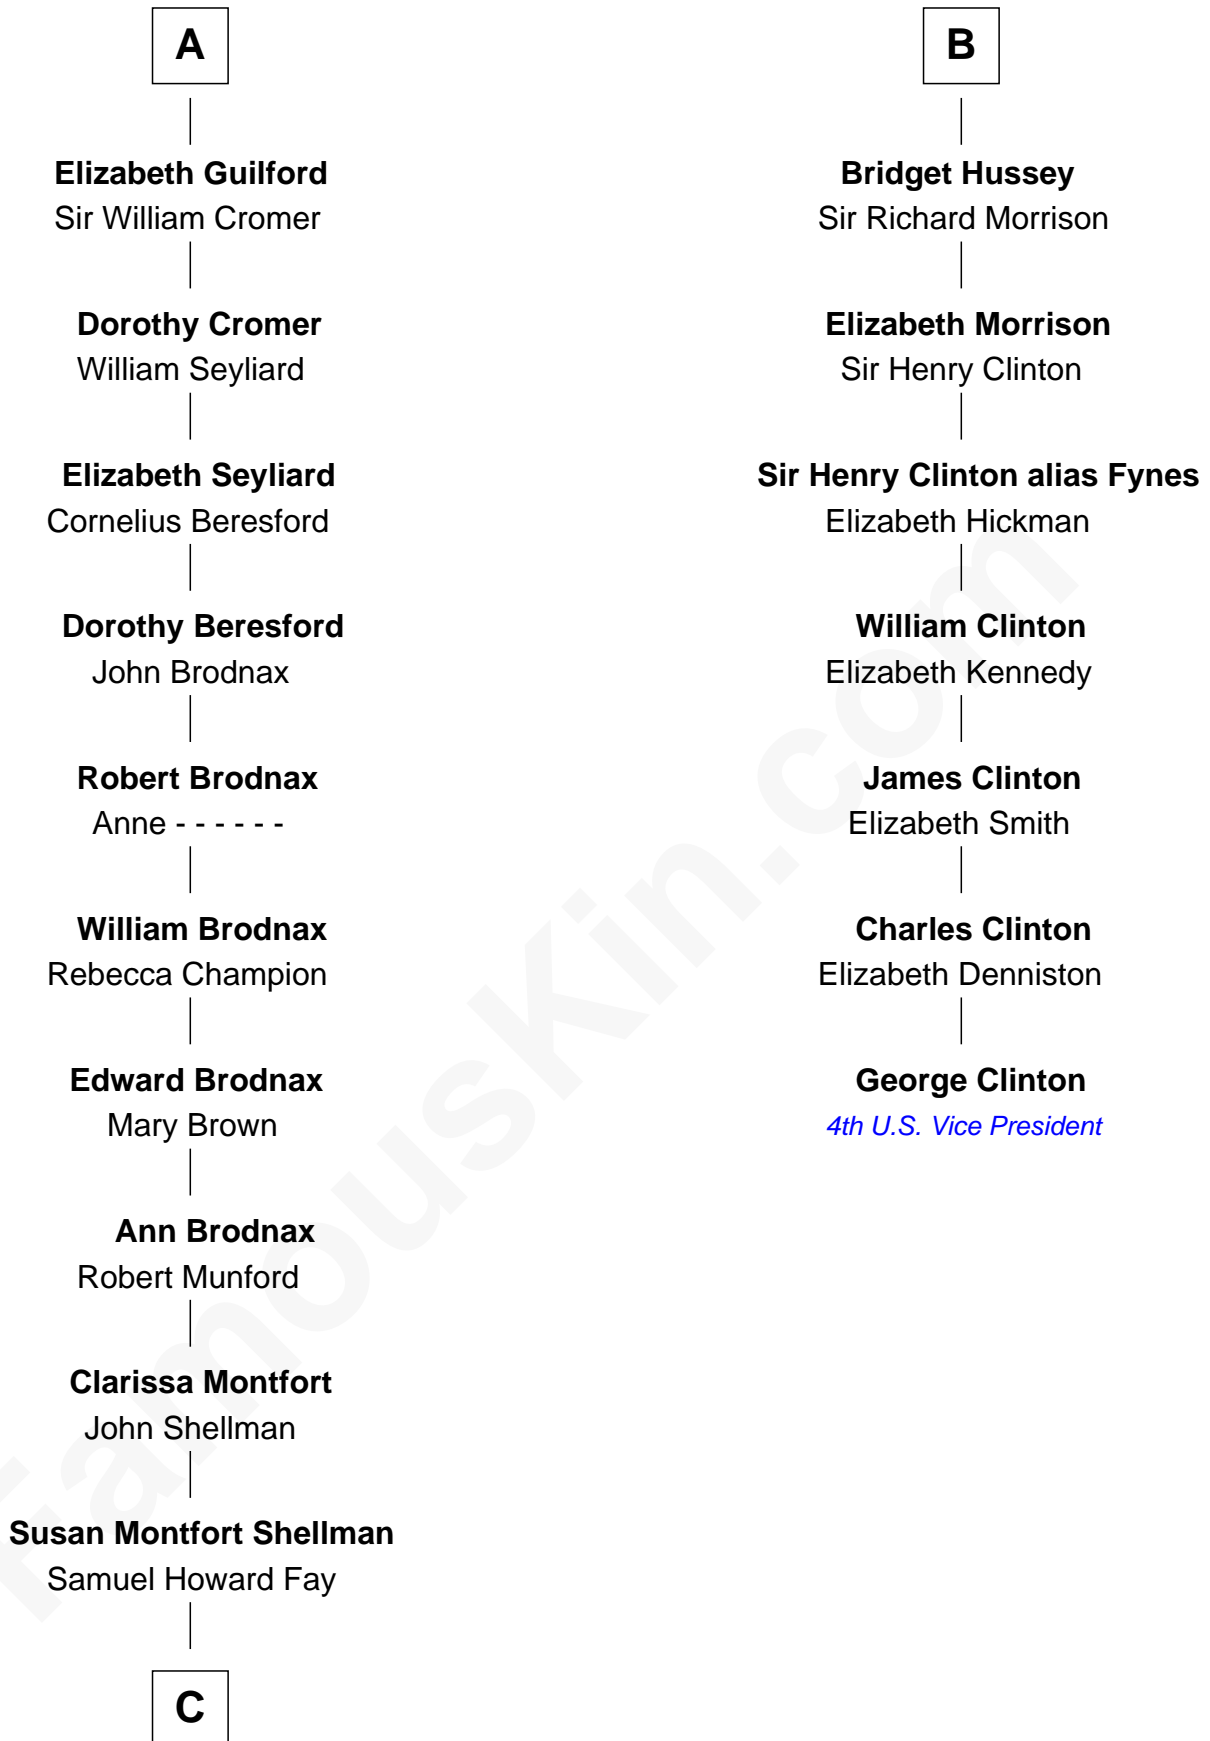 A
Elizabeth Guilford
Sir William Cromer
Dorothy Cromer
William Seyliard
Elizabeth Seyliard
Cornelius Beresford
Dorothy Beresford
John Brodnax
Robert Brodnax
Anne - - - - - -
William Brodnax
Rebecca Champion
Edward Brodnax
Mary Brown
Ann Brodnax
Robert Munford
Clarissa Montfort
John Shellman
Susan Montfort Shellman
Samuel Howard Fay
C
B
Bridget Hussey
Sir Richard Morrison
Elizabeth Morrison
Sir Henry Clinton
Sir Henry Clinton alias Fynes
Elizabeth Hickman
William Clinton
Elizabeth Kennedy
James Clinton
Elizabeth Smith
Charles Clinton
Elizabeth Denniston
George Clinton
4th U.S. Vice President
FamousKin.com